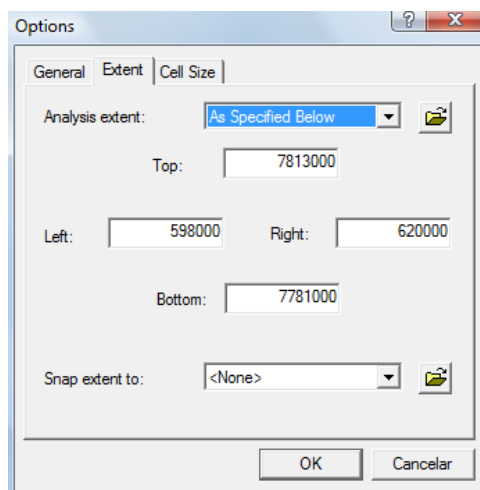 Options
General Extent Cell Size
Analysis extent: As Specified Below
Top: 7813000
Left: 598000 Right: 620000
Bottom: 7781000
Snap extent to: <None>
OK Cancelar